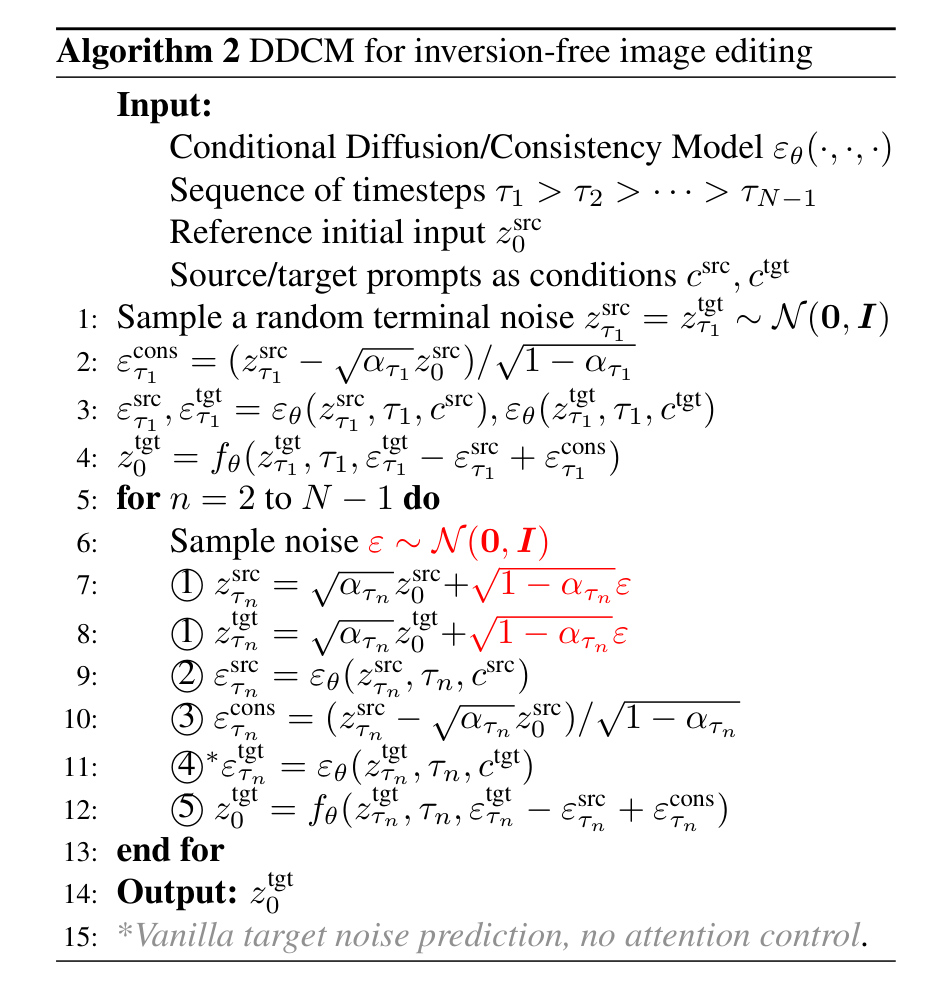 Algorithm 2 DDCM for inversion-free image editing
Input:
Conditional Diffusion/Consistency Model $\varepsilon_\theta(\cdot, \cdot, \cdot)$
Sequence of timesteps $\tau_1 > \tau_2 > \cdots > \tau_{N-1}$
Reference initial input $z_0^{\text{src}}$
Source/target prompts as conditions $c^{\text{src}}, c^{\text{tgt}}$
1: Sample a random terminal noise $z_{\tau_1}^{\text{src}} = z_{\tau_1}^{\text{tgt}} \sim \mathcal{N}(\mathbf{0}, \boldsymbol{I})$
2: $\varepsilon_{\tau_1}^{\text{cons}} = (z_{\tau_1}^{\text{src}} - \sqrt{\alpha_{\tau_1}} z_0^{\text{src}})/\sqrt{1 - \alpha_{\tau_1}}$
3: $\varepsilon_{\tau_1}^{\text{src}}, \varepsilon_{\tau_1}^{\text{tgt}} = \varepsilon_\theta(z_{\tau_1}^{\text{src}}, \tau_1, c^{\text{src}}), \varepsilon_\theta(z_{\tau_1}^{\text{tgt}}, \tau_1, c^{\text{tgt}})$
4: $z_0^{\text{tgt}} = f_\theta(z_{\tau_1}^{\text{tgt}}, \tau_1, \varepsilon_{\tau_1}^{\text{tgt}} - \varepsilon_{\tau_1}^{\text{src}} + \varepsilon_{\tau_1}^{\text{cons}})$
5: for $n = 2$ to $N - 1$ do
6: Sample noise $\varepsilon \sim \mathcal{N}(\mathbf{0}, \boldsymbol{I})$
7: ① $z_{\tau_n}^{\text{src}} = \sqrt{\alpha_{\tau_n}} z_0^{\text{src}} + \sqrt{1 - \alpha_{\tau_n}} \varepsilon$
8: ① $z_{\tau_n}^{\text{tgt}} = \sqrt{\alpha_{\tau_n}} z_0^{\text{tgt}} + \sqrt{1 - \alpha_{\tau_n}} \varepsilon$
9: ② $\varepsilon_{\tau_n}^{\text{src}} = \varepsilon_\theta(z_{\tau_n}^{\text{src}}, \tau_n, c^{\text{src}})$
10: ③ $\varepsilon_{\tau_n}^{\text{cons}} = (z_{\tau_n}^{\text{src}} - \sqrt{\alpha_{\tau_n}} z_0^{\text{src}})/\sqrt{1 - \alpha_{\tau_n}}$
11: ④* $\varepsilon_{\tau_n}^{\text{tgt}} = \varepsilon_\theta(z_{\tau_n}^{\text{tgt}}, \tau_n, c^{\text{tgt}})$
12: ⑤ $z_0^{\text{tgt}} = f_\theta(z_{\tau_n}^{\text{tgt}}, \tau_n, \varepsilon_{\tau_n}^{\text{tgt}} - \varepsilon_{\tau_n}^{\text{src}} + \varepsilon_{\tau_n}^{\text{cons}})$
13: end for
14: Output: $z_0^{\text{tgt}}$
15: *Vanilla target noise prediction, no attention control.